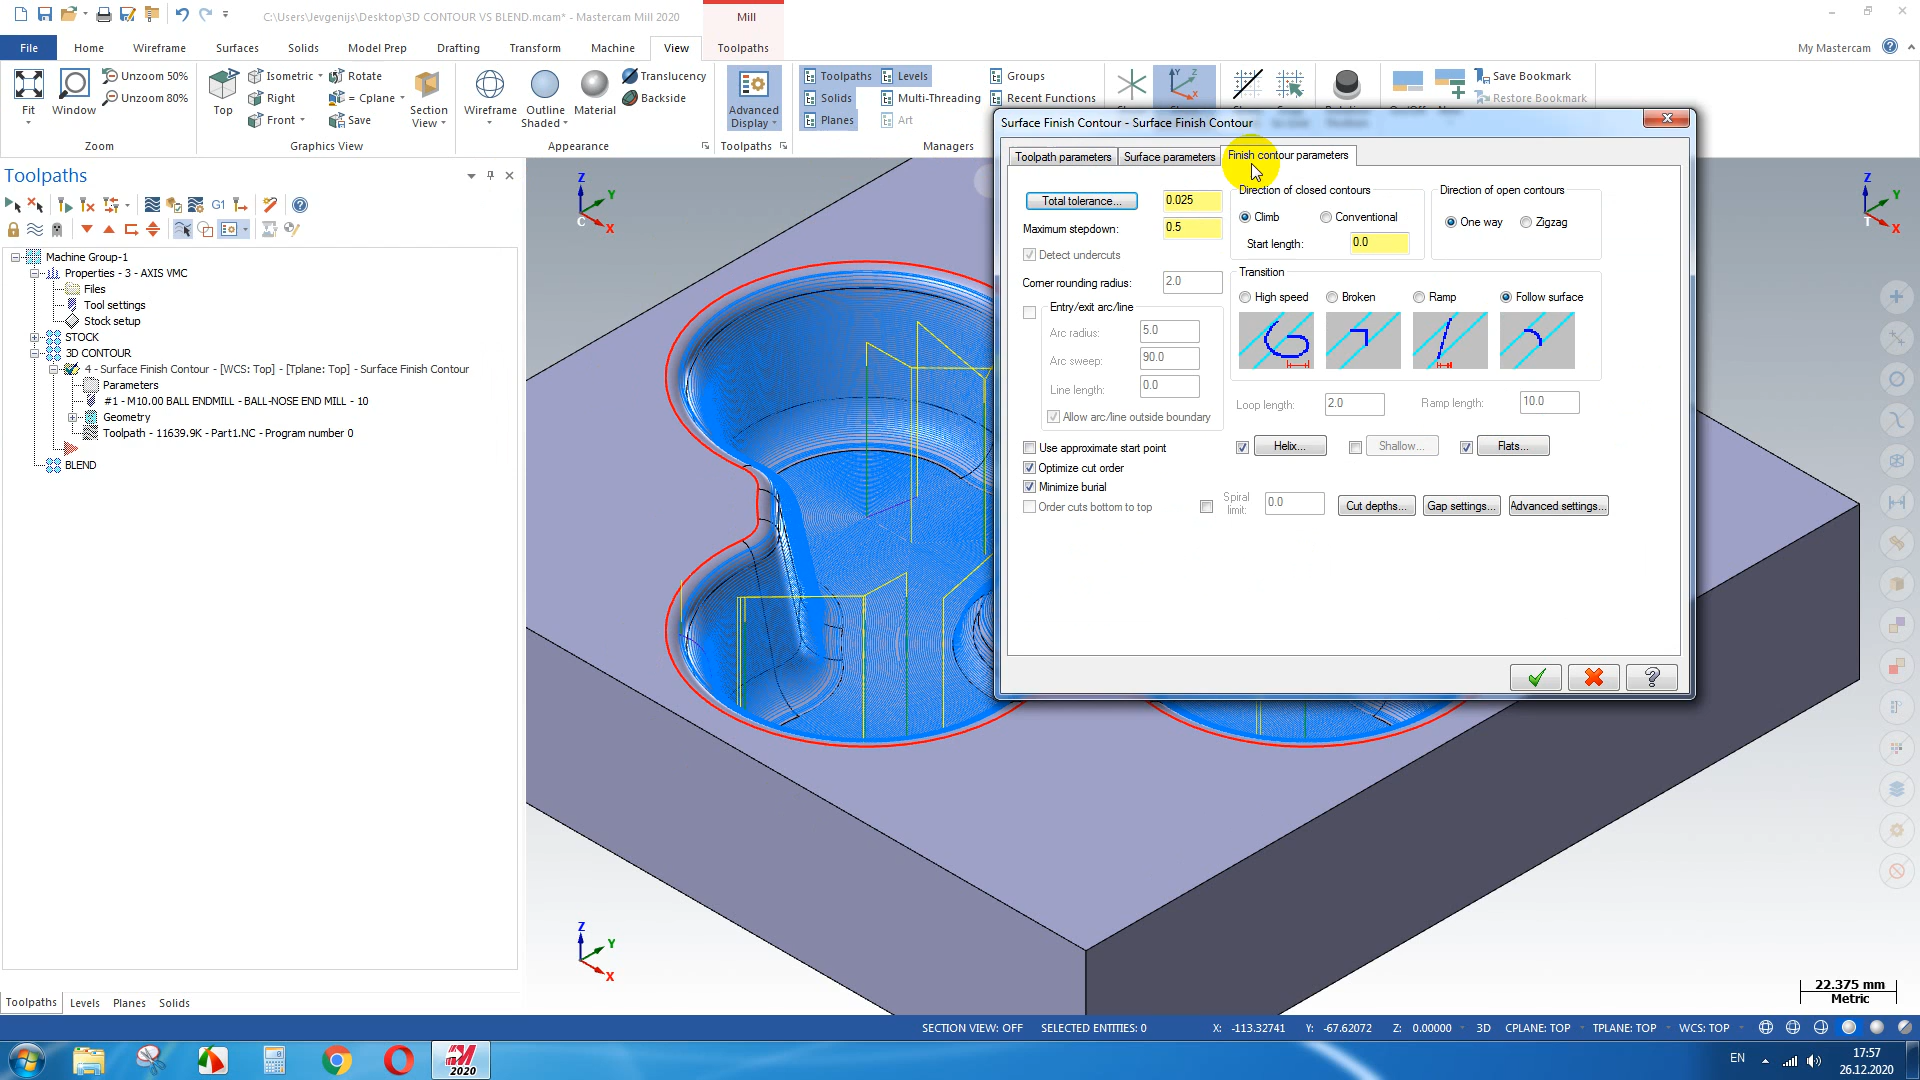 C:\Users\Jevgenijs\Desktop\3D CONTOUR VS BLEND.mcam* - Mastercam Mill 2020
Mill
File Home Wireframe Surfaces Solids Model Prep Drafting Transform Machine View Toolpaths My Mastercam
Unzoom 50% Isometric Rotate Translucency Toolpaths Levels Groups Save Bookmark
Unzoom 80% Right = Cplane Backside Solids Multi-Threading Recent Functions Restore Bookmark
Fit Window Top Front Save Section View Wireframe Outline Shaded Material Advanced Display Planes Art
Zoom Graphics View Appearance Toolpaths Managers
Surface Finish Contour - Surface Finish Contour
Toolpath parameters Surface parameters Finish contour parameters
Toolpaths
G1
Machine Group-1
Properties - 3 - AXIS VMC
Files
Tool settings
Stock setup
STOCK
3D CONTOUR
4 - Surface Finish Contour - [WCS: Top] - [Tplane: Top] - Surface Finish Contour
Parameters
#1 - M10.00 BALL ENDMILL - BALL-NOSE END MILL - 10
Geometry
Toolpath - 11639.9K - Part1.NC - Program number 0
BLEND
Z
Y
C X
Z
Y
T X
Total tolerance... 0.025
Maximum stepdown: 0.5
Detect undercuts
Corner rounding radius: 2.0
Entry/exit arc/line
Arc radius: 5.0
Arc sweep: 90.0
Line length: 0.0
Allow arc/line outside boundary
Use approximate start point
Optimize cut order
Minimize burial
Order cuts bottom to top
Direction of closed contours
Climb Conventional
Start length: 0.0
Direction of open contours
One way Zigzag
Transition
High speed Broken Ramp Follow surface
Loop length: 2.0 Ramp length: 10.0
Helix... Shallow... Flats...
Spiral limit: 0.0 Cut depths... Gap settings... Advanced settings...
Z
Y
X
22.375 mm
Metric
Toolpaths Levels Planes Solids
SECTION VIEW: OFF SELECTED ENTITIES: 0 X: -113.32741 Y: -67.62072 Z: 0.00000 3D CPLANE: TOP TPLANE: TOP WCS: TOP
2020
EN
17:57
26.12.2020